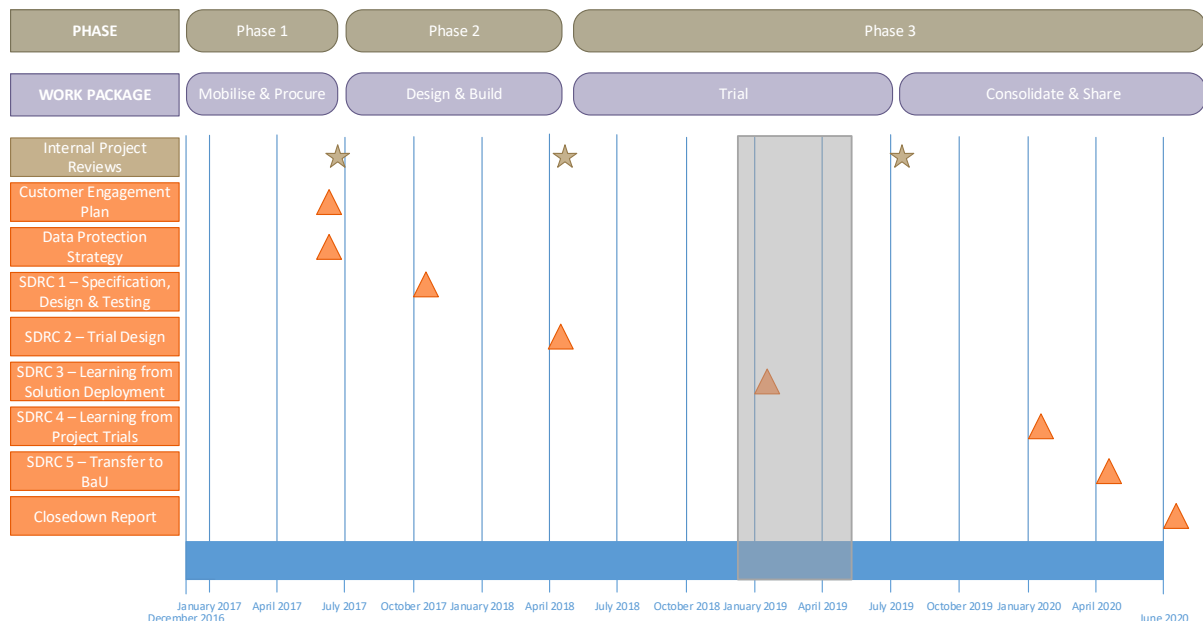 PHASE
Phase 1
Phase 2
Phase 3
WORK PACKAGE
Mobilise & Procure
Design & Build
Trial
Consolidate & Share
Internal Project
Reviews
Customer Engagement
Plan
Data Protection
Strategy
SDRC 1 – Specification,
Design & Testing
SDRC 2 – Trial Design
SDRC 3 – Learning from
Solution Deployment
SDRC 4 – Learning from
Project Trials
SDRC 5 – Transfer to
BaU
Closedown Report
January 2017
April 2017
July 2017
October 2017
January 2018
April 2018
July 2018
October 2018
January 2019
April 2019
July 2019
October 2019
January 2020
April 2020
December 2016
June 2020